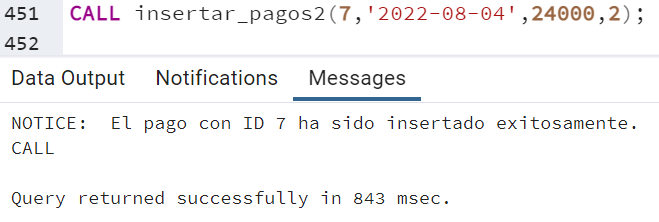 451 CALL insertar_pagos2(7,'2022-08-04',24000,2);
452
Data Output Notifications Messages
NOTICE:  El pago con ID 7 ha sido insertado exitosamente.
CALL
Query returned successfully in 843 msec.